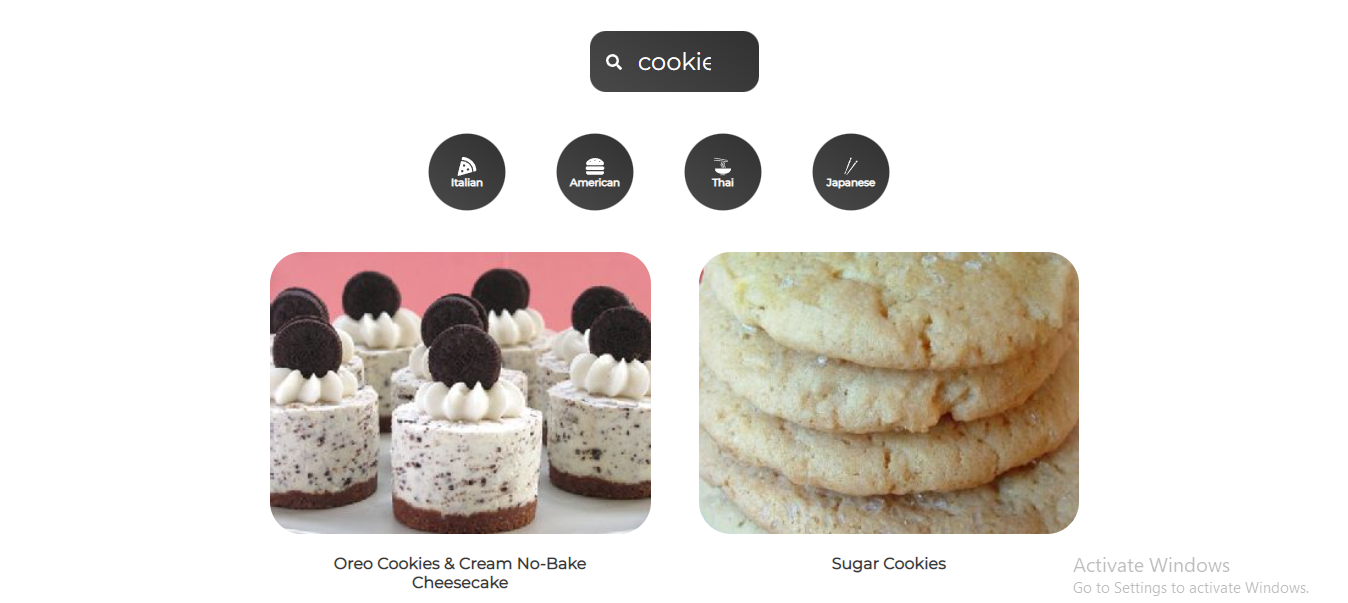 cookie
Italian
American
Thai
Japanese
Oreo Cookies & Cream No-Bake
Cheesecake
Sugar Cookies
Activate Windows
Go to Settings to activate Windows.